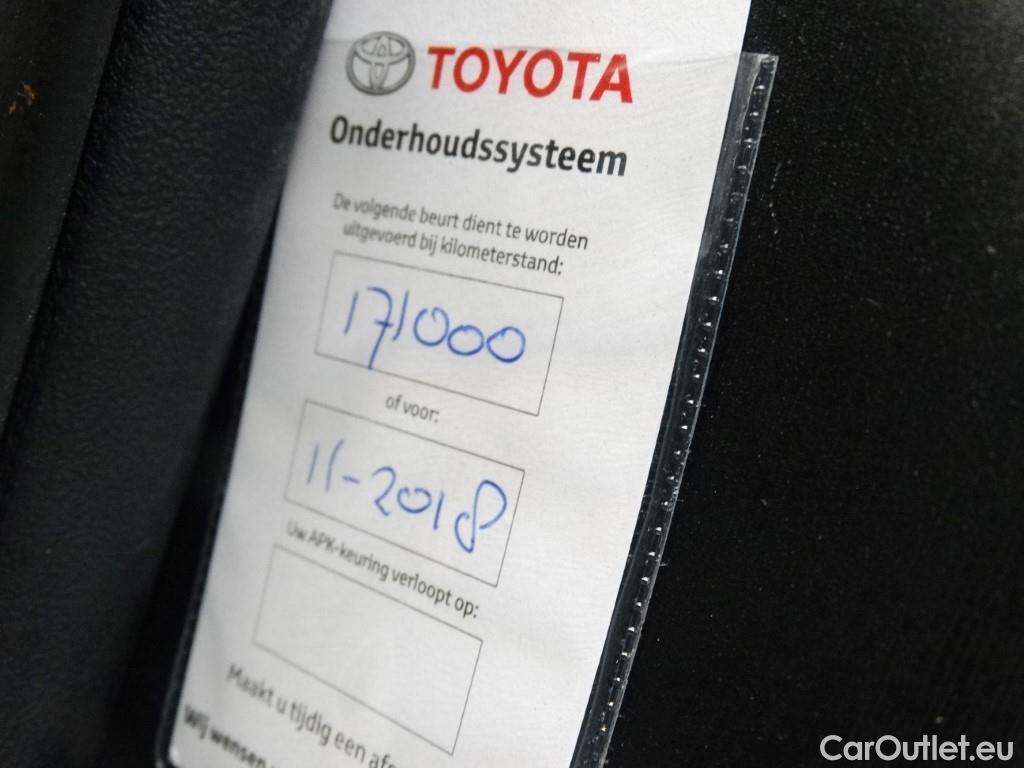 TOYOTA
Onderhoudssysteem
De volgende beurt dient te worden
uitgevoerd bij kilometerstand:
171000
of voor:
11-2018
Uw APK-keuring verloopt op:
Maakt u tijdig een
Wij wensen
CarOutlet.eu